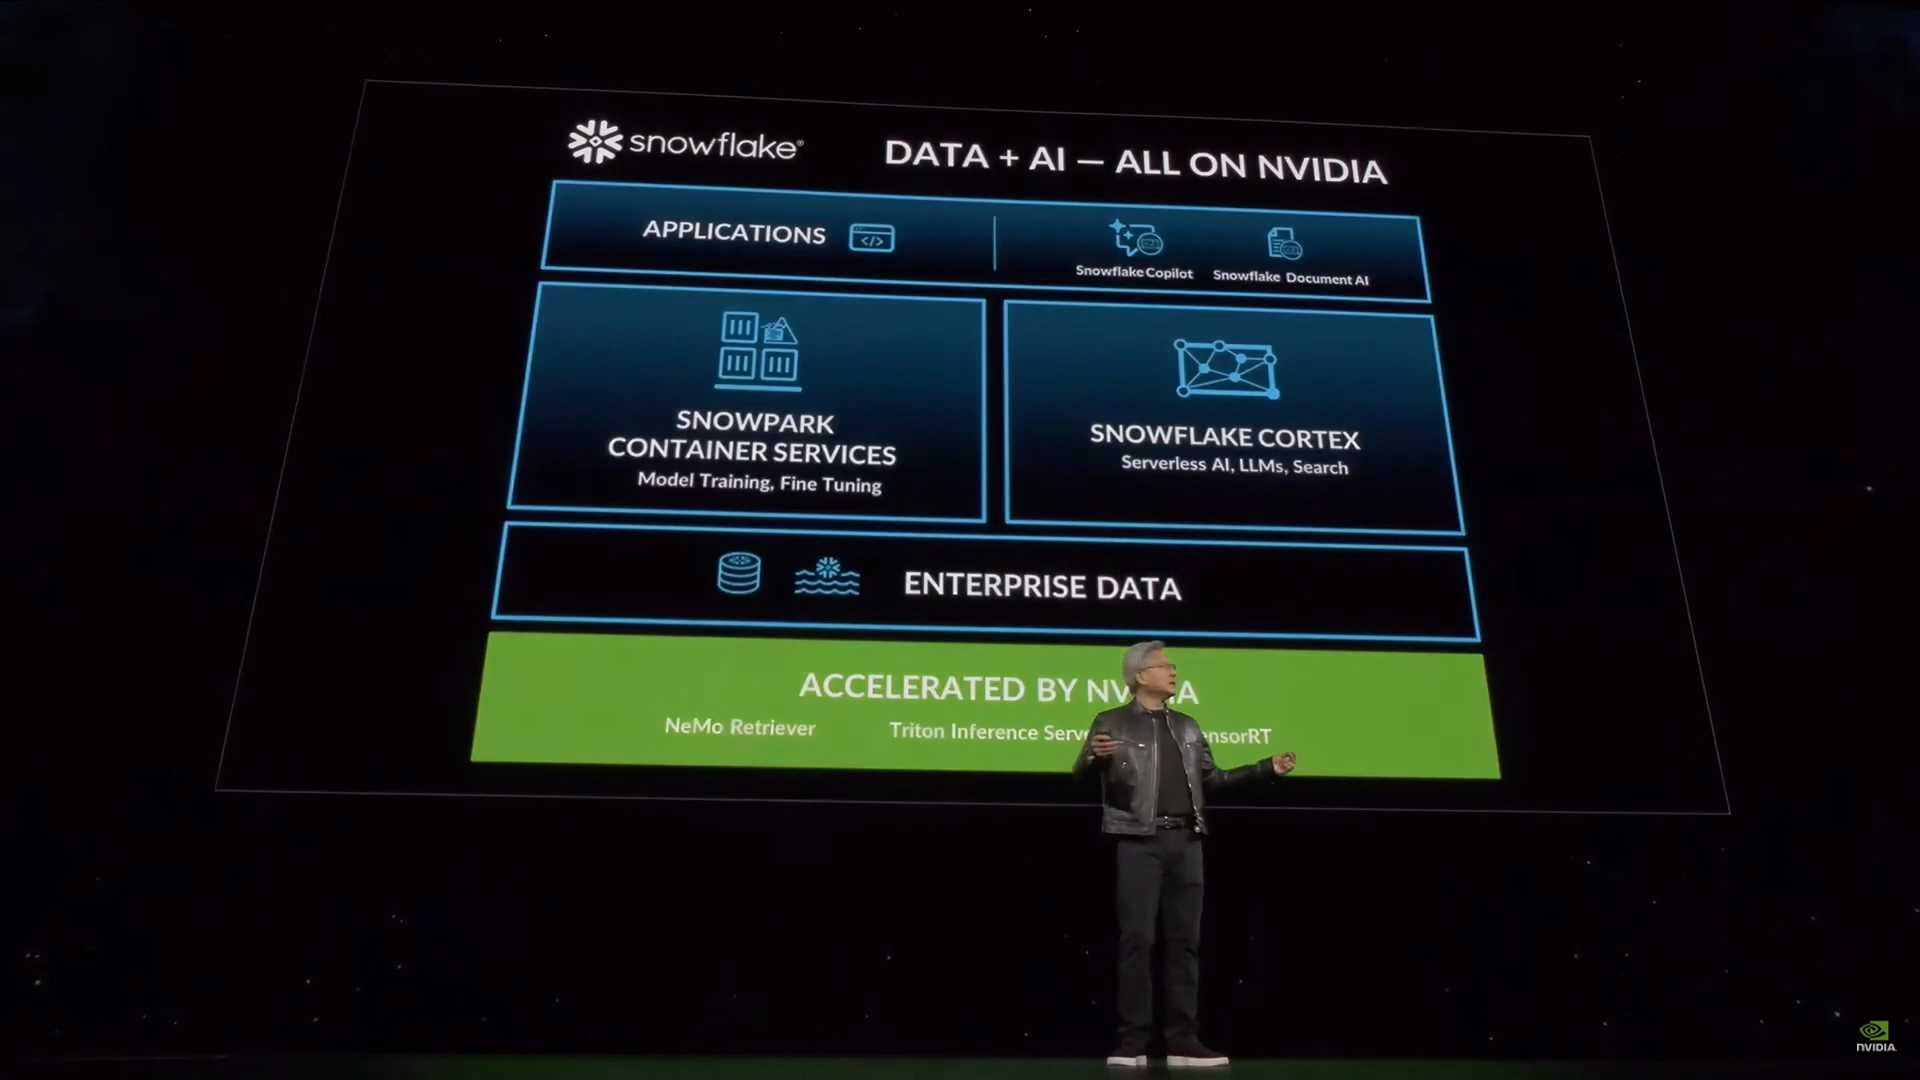 snowflake®
DATA + AI — ALL ON NVIDIA
APPLICATIONS
Snowflake Copilot
Snowflake Document AI
SNOWPARK
CONTAINER SERVICES
Model Training, Fine Tuning
SNOWFLAKE CORTEX
Serverless AI, LLMs, Search
ENTERPRISE DATA
ACCELERATED BY
NeMo Retriever
Triton Inference
NVIDIA